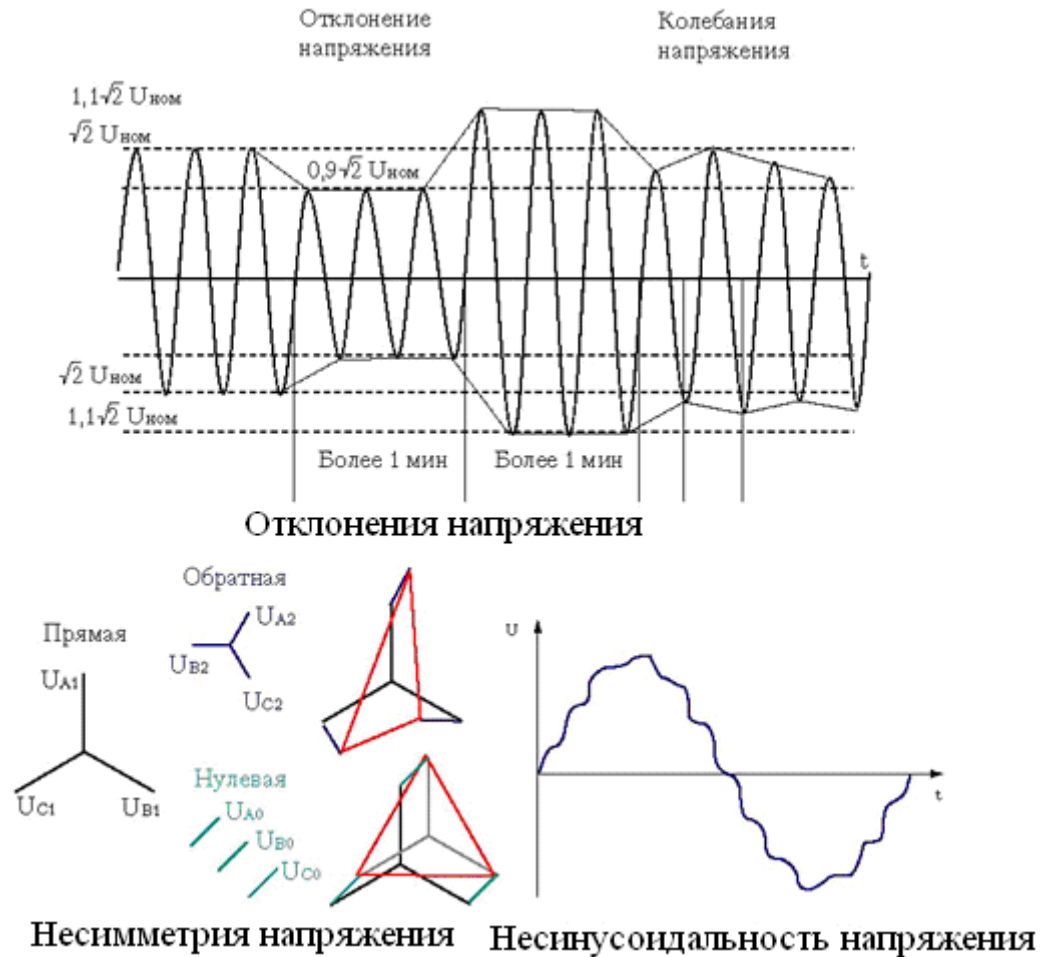 Отклонение
напряжения
Колебания
напряжения
1,1√2 Uном
√2 Uном
0,9√2 Uном
t
√2 Uном
1,1√2 Uном
Более 1 мин
Более 1 мин
Отклонения напряжения
Обратная
UA2
UB2
UC2
Прямая
UA1
UC1
UB1
Нулевая
UA0
UB0
UC0
U
t
Несимметрия напряжения
Несинусоидальность напряжения